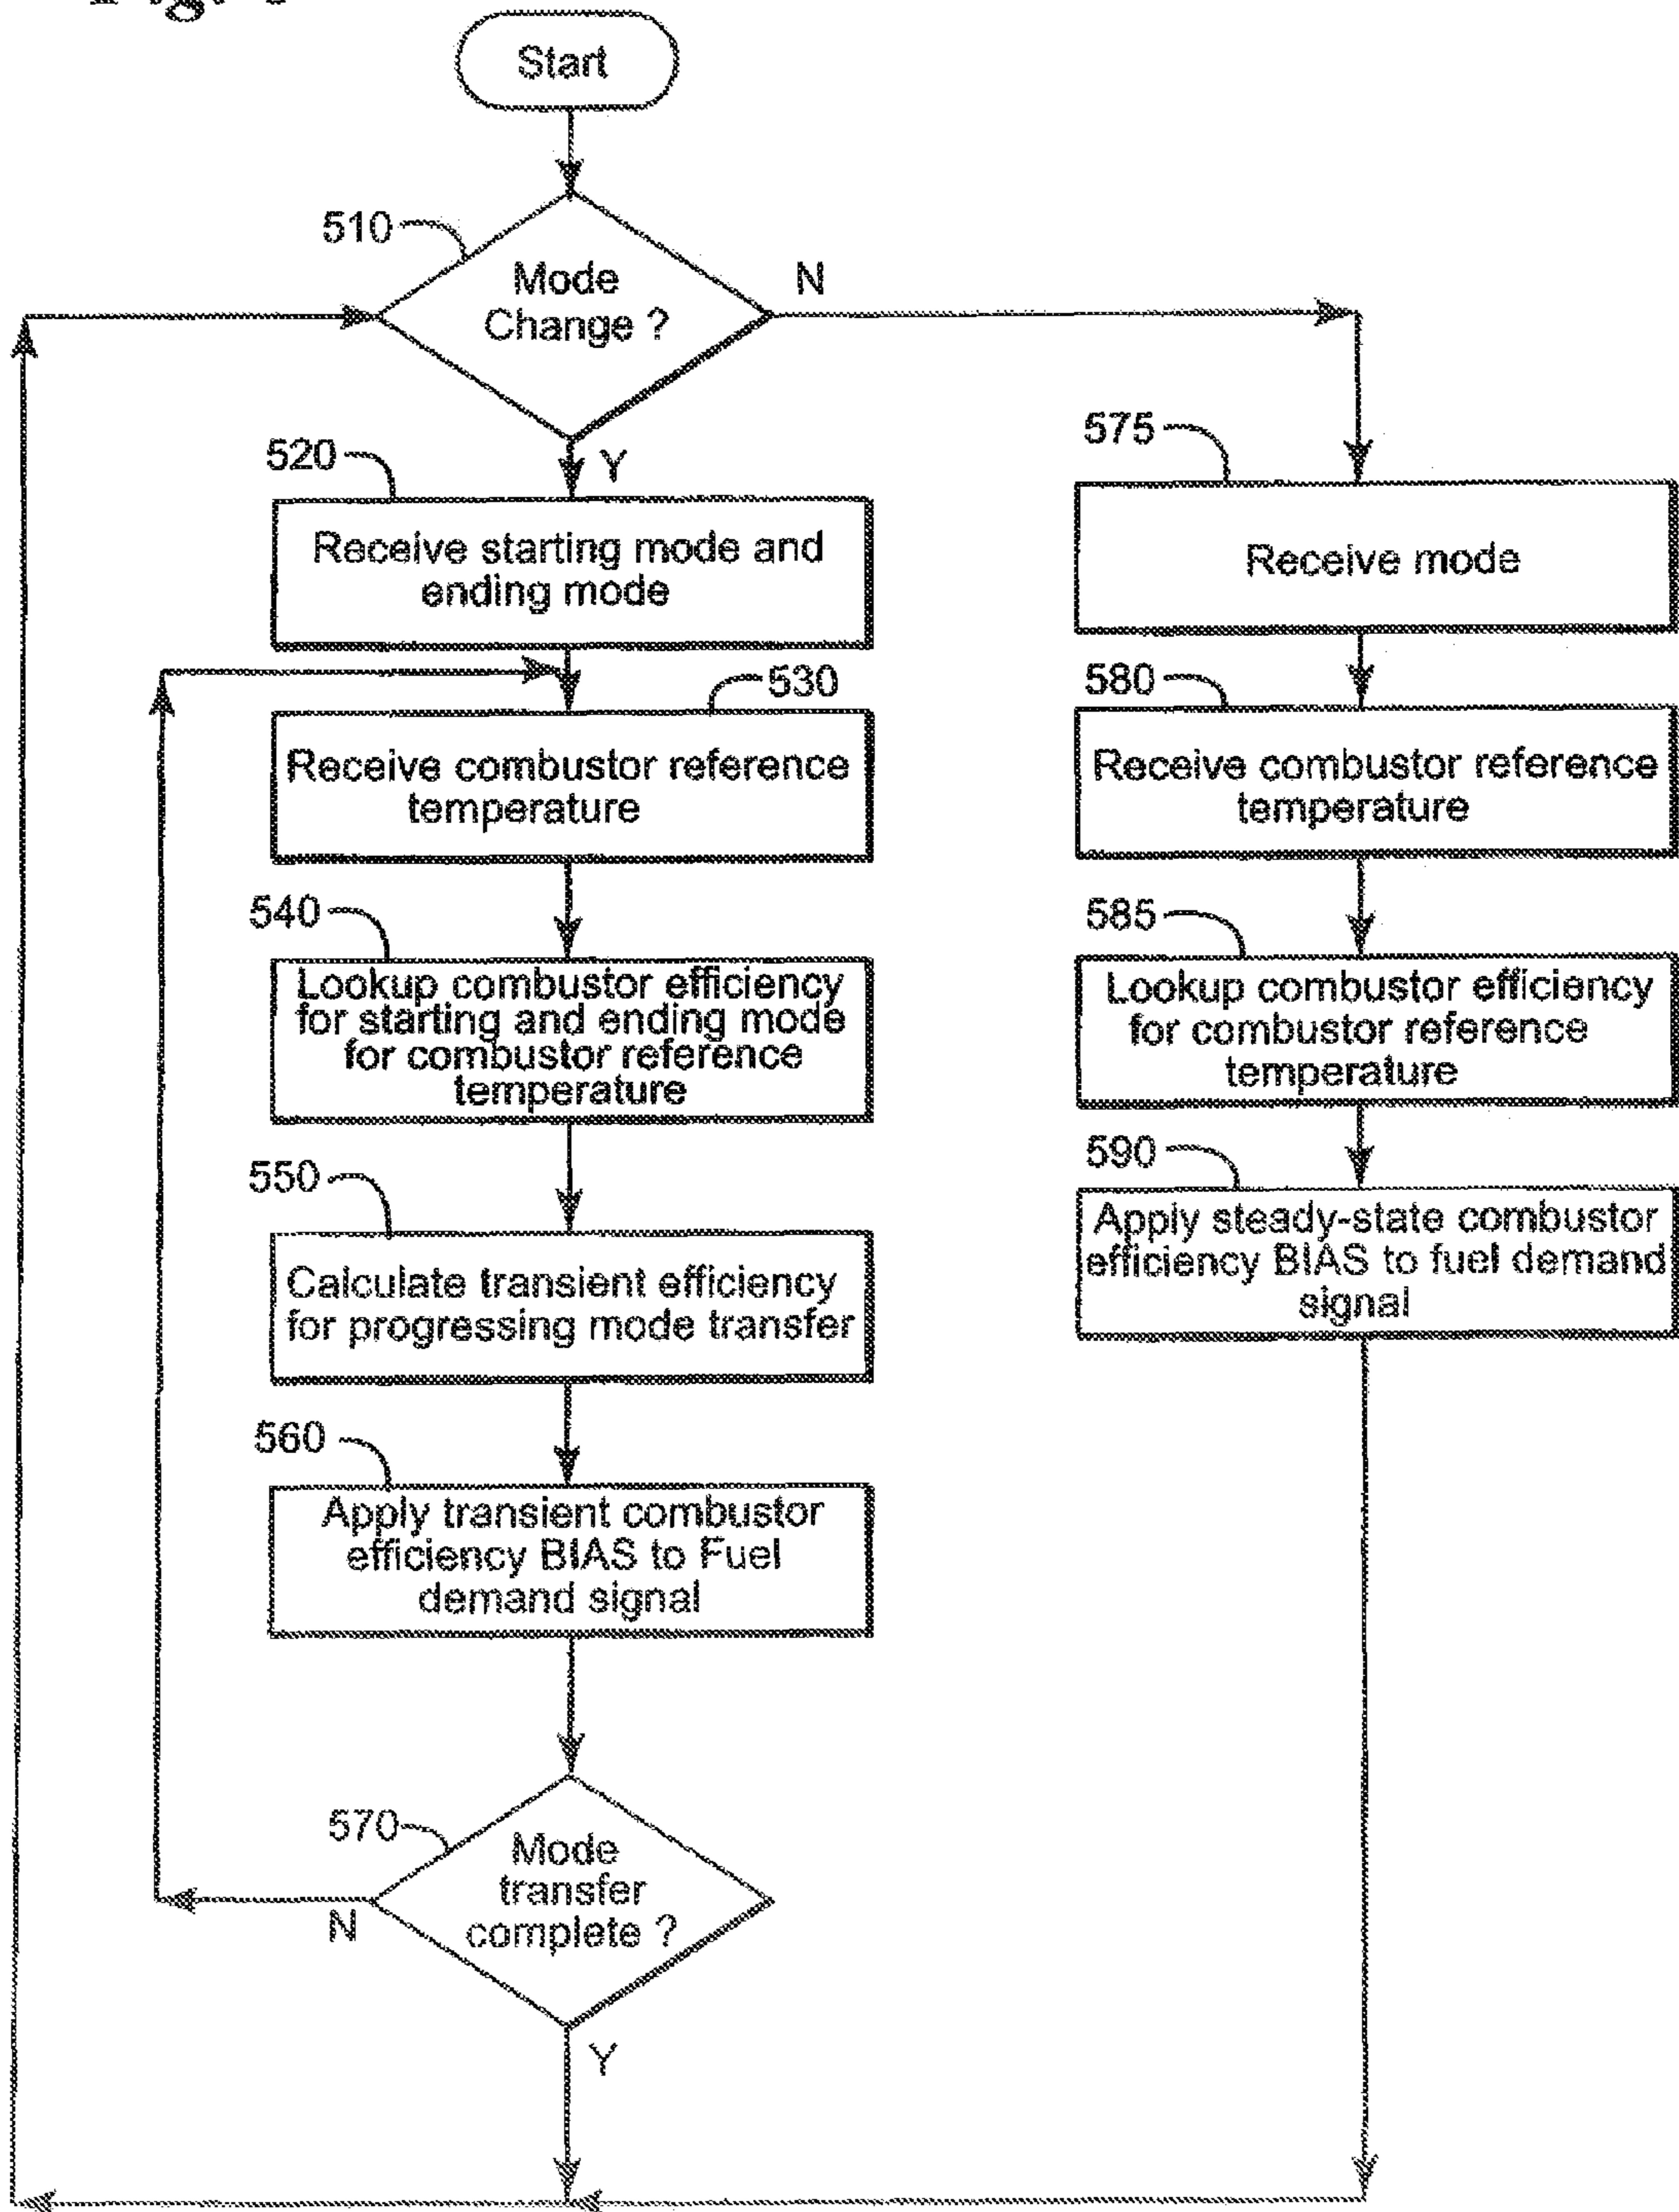 Start
510
Mode
Change ?
N
Y
520
Receive starting mode and
ending mode
530
Receive combustor reference
temperature
540
Lookup combustor efficiency
for starting and ending mode
for combustor reference
temperature
550
Calculate transient efficiency
for progressing mode transfer
560
Apply transient combustor
efficiency BIAS to Fuel
demand signal
570
Mode
transfer
complete ?
N
Y
575
Receive mode
580
Receive combustor reference
temperature
585
Lookup combustor efficiency
for combustor reference
temperature
590
Apply steady-state combustor
efficiency BIAS to fuel demand
signal